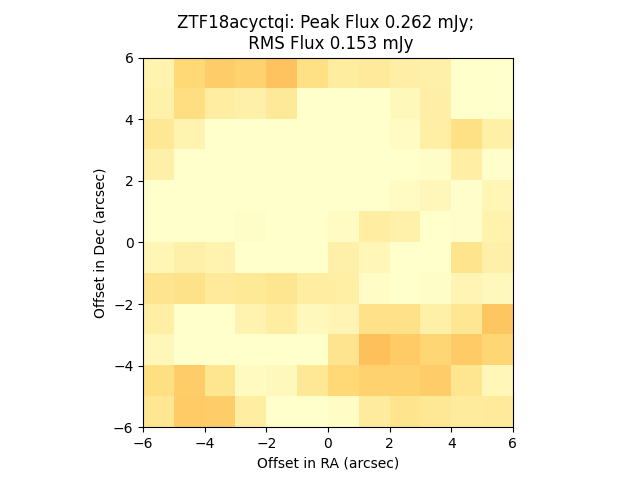 ZTF18acyctqi: Peak Flux 0.262 mJy;
RMS Flux 0.153 mJy
6
4
2
0
−2
−4
−6
Offset in Dec (arcsec)
−6 −4 −2 0 2 4 6
Offset in RA (arcsec)